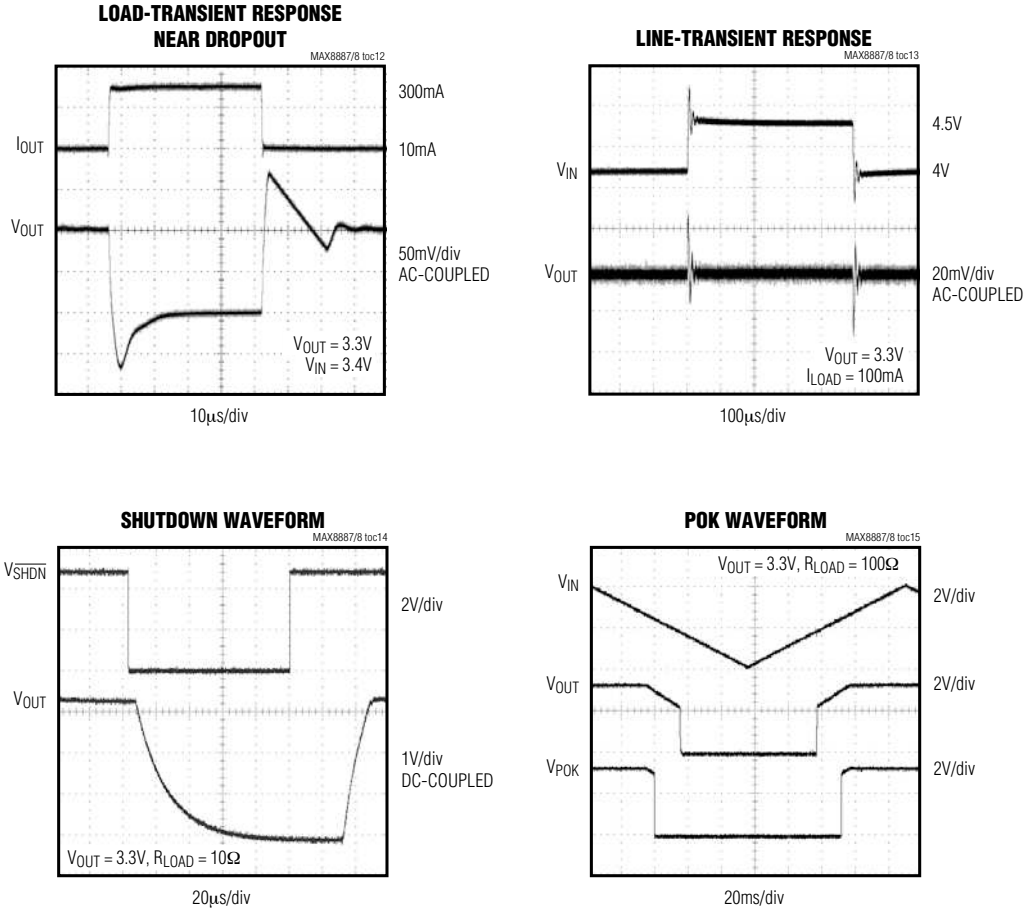 LOAD-TRANSIENT RESPONSE
NEAR DROPOUT
MAX8887/8 toc12
IOUT
300mA
10mA
VOUT
50mV/div
AC-COUPLED
VOUT = 3.3V
VIN = 3.4V
10μs/div
LINE-TRANSIENT RESPONSE
MAX8887/8 toc13
VIN
4.5V
4V
VOUT
20mV/div
AC-COUPLED
VOUT = 3.3V
ILOAD = 100mA
100μs/div
SHUTDOWN WAVEFORM
MAX8887/8 toc14
VSHDN
2V/div
VOUT
1V/div
DC-COUPLED
VOUT = 3.3V, RLOAD = 10Ω
20μs/div
POK WAVEFORM
MAX8887/8 toc15
VOUT = 3.3V, RLOAD = 100Ω
VIN
2V/div
VOUT
2V/div
VPOK
2V/div
20ms/div